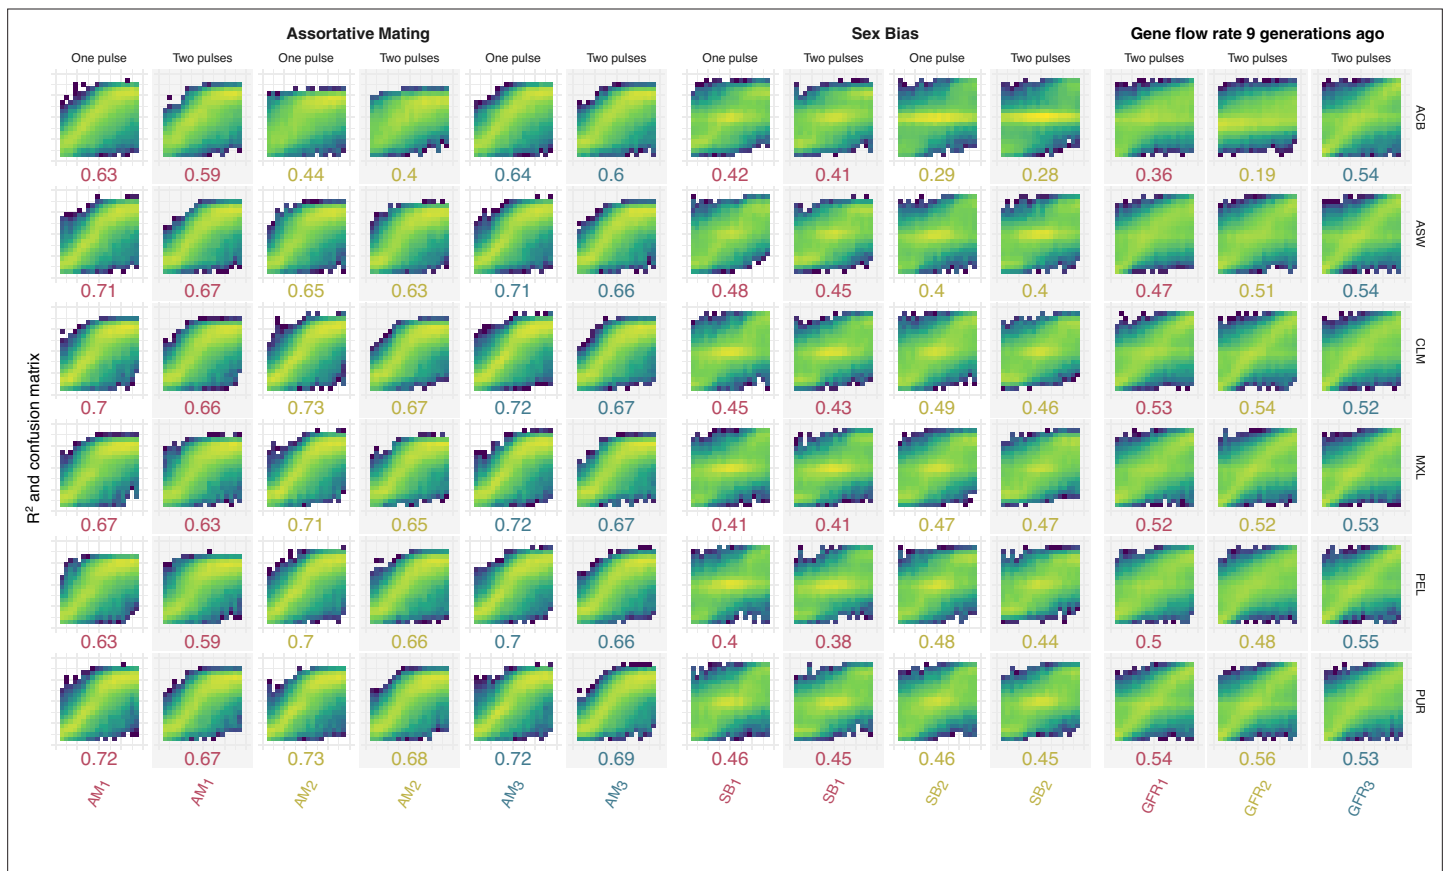 Assortative Mating Sex Bias Gene flow rate 9 generations ago
One pulse Two pulses One pulse Two pulses One pulse Two pulses One pulse Two pulses One pulse Two pulses Two pulses Two pulses Two pulses
R² and confusion matrix
ACB
0.63 0.59 0.44 0.4 0.64 0.6 0.42 0.41 0.29 0.28 0.36 0.19 0.54
ASW
0.71 0.67 0.65 0.63 0.71 0.66 0.48 0.45 0.4 0.4 0.47 0.51 0.54
CLM
0.7 0.66 0.73 0.67 0.72 0.67 0.45 0.43 0.49 0.46 0.53 0.54 0.52
MXL
0.67 0.63 0.71 0.65 0.72 0.67 0.41 0.41 0.47 0.47 0.52 0.52 0.53
PEL
0.63 0.59 0.7 0.66 0.7 0.66 0.4 0.38 0.48 0.44 0.5 0.48 0.55
PUR
0.72 0.67 0.73 0.68 0.72 0.69 0.46 0.45 0.46 0.45 0.54 0.56 0.53
AM1 AM1 AM2 AM2 AM3 AM3 SB1 SB1 SB2 SB2 GFR1 GFR2 GFR3